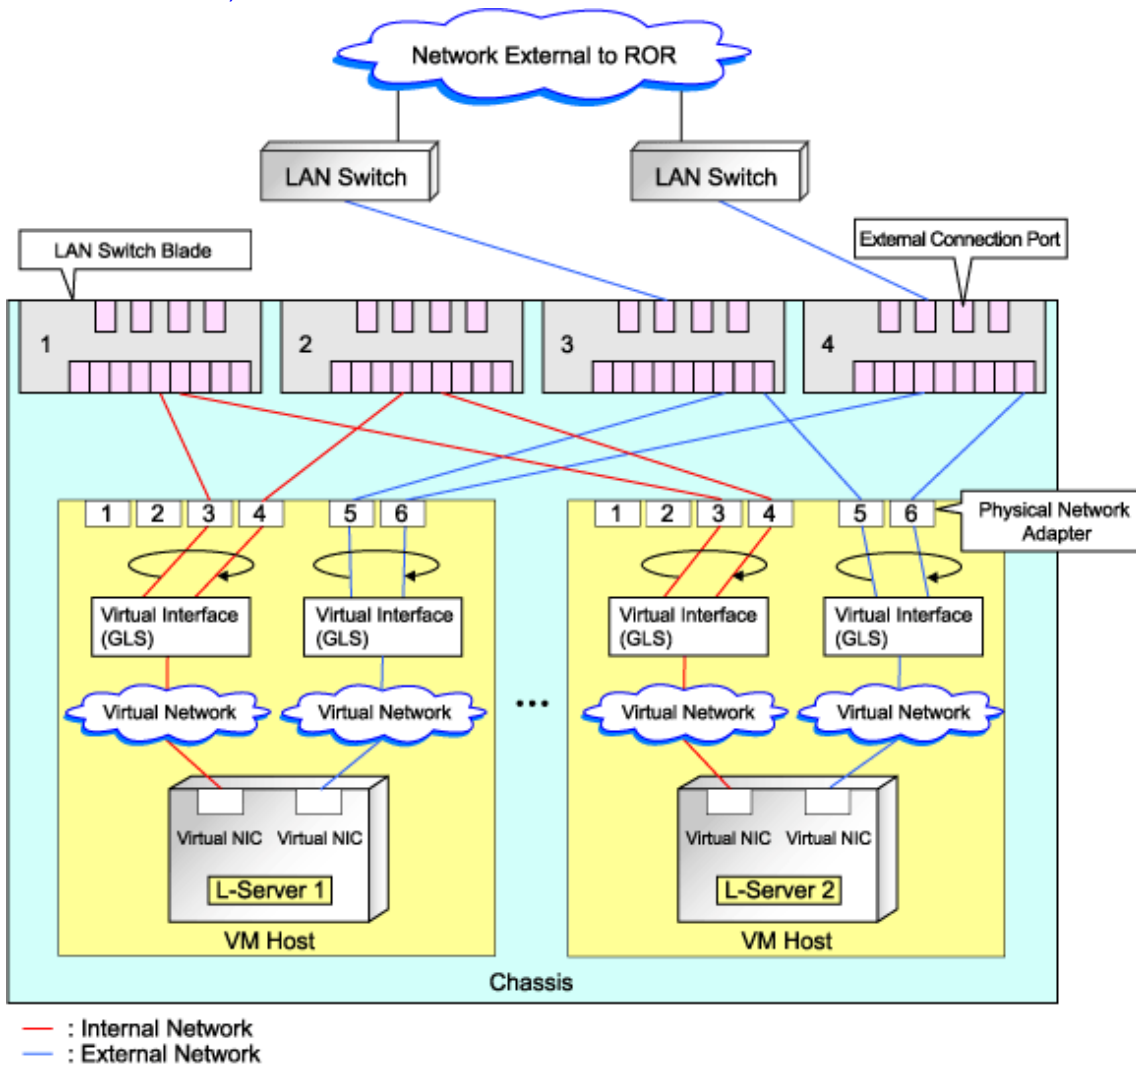 Network External to ROR
LAN Switch
LAN Switch
LAN Switch Blade
External Connection Port
1
2
3
4
1 2 3 4 5 6
1 2 3 4 5 6
Physical Network
Adapter
Virtual Interface
(GLS)
Virtual Interface
(GLS)
Virtual Interface
(GLS)
Virtual Interface
(GLS)
Virtual Network
Virtual Network
...
Virtual Network
Virtual Network
Virtual NIC
Virtual NIC
Virtual NIC
Virtual NIC
L-Server 1
L-Server 2
VM Host
VM Host
Chassis
: Internal Network
: External Network